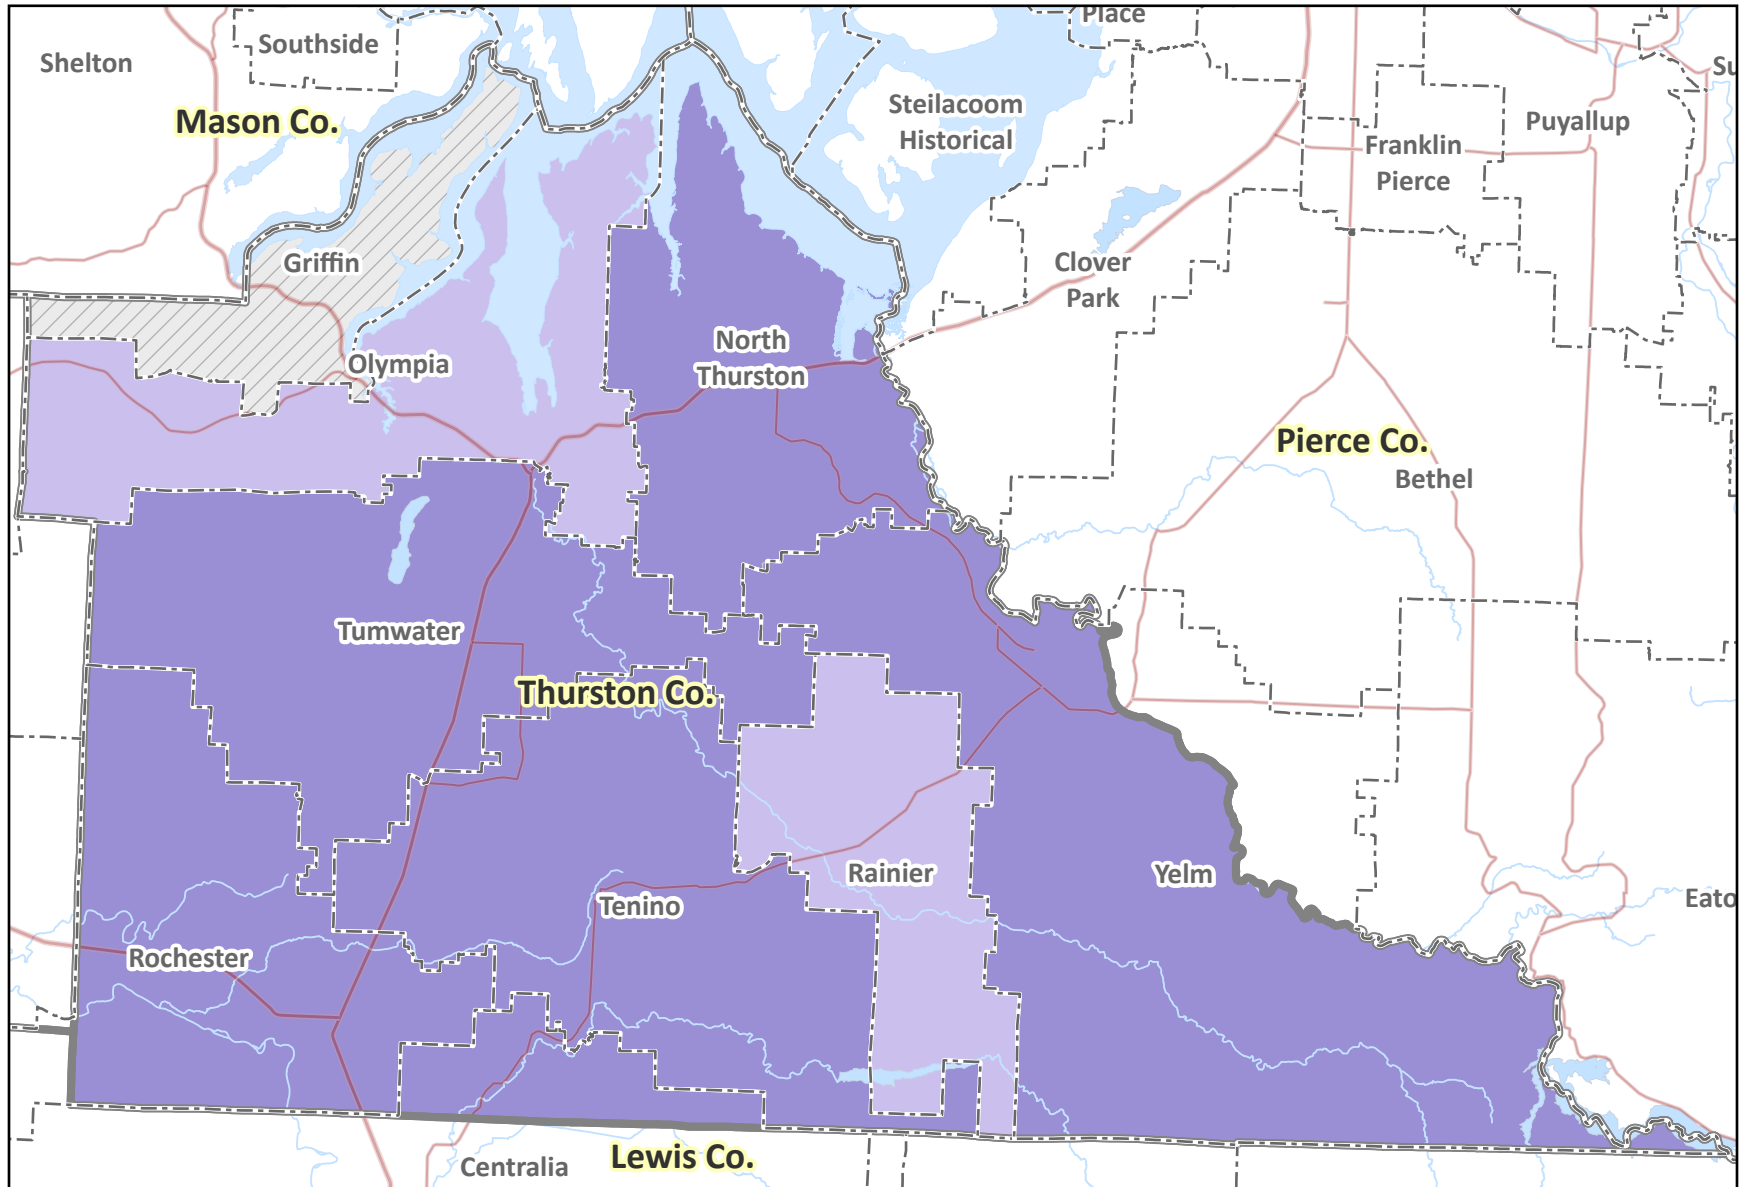 Place
Southside
Shelton
Su
Steilacoom
Historical
Mason Co.
Puyallup
Franklin
Pierce
Griffin
Clover
Park
North
Thurston
Olympia
Pierce Co.
Bethel
Tumwater
Thurston Co.
Rainier
Yelm
Eato
Tenino
Rochester
Lewis Co.
Centralia